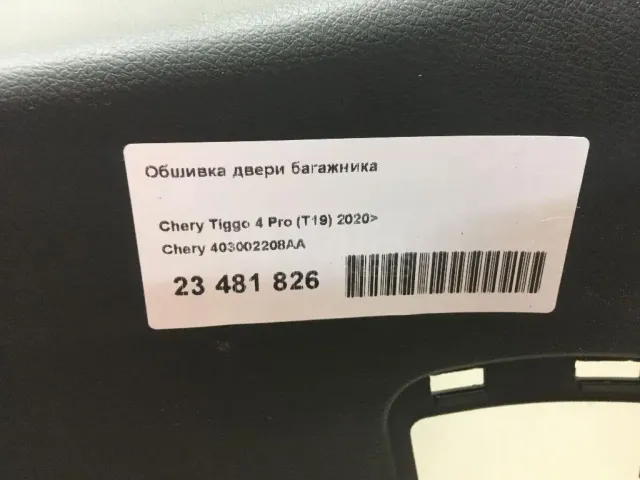 Обшивка двери багажника
Chery Tiggo 4 Pro (T19) 2020>
Chery 403002208AA
23 481 826